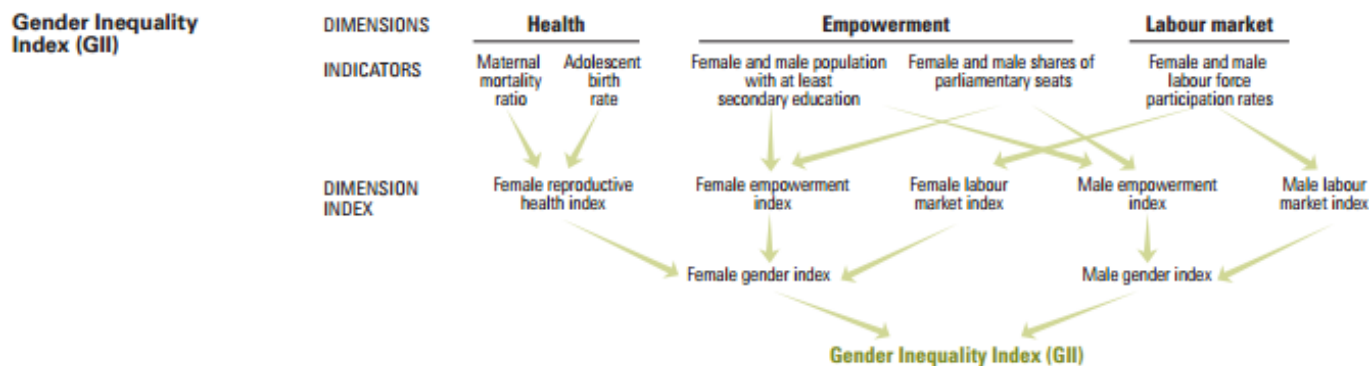 Gender Inequality
Index (GII)
DIMENSIONS
Health
Empowerment
Labour market
INDICATORS
Maternal
mortality
ratio
Adolescent
birth
rate
Female and male population
with at least
secondary education
Female and male shares of
parliamentary seats
Female and male
labour force
participation rates
DIMENSION
INDEX
Female reproductive
health index
Female empowerment
index
Female labour
market index
Male empowerment
index
Male labour
market index
Female gender index
Male gender index
Gender Inequality Index (GII)